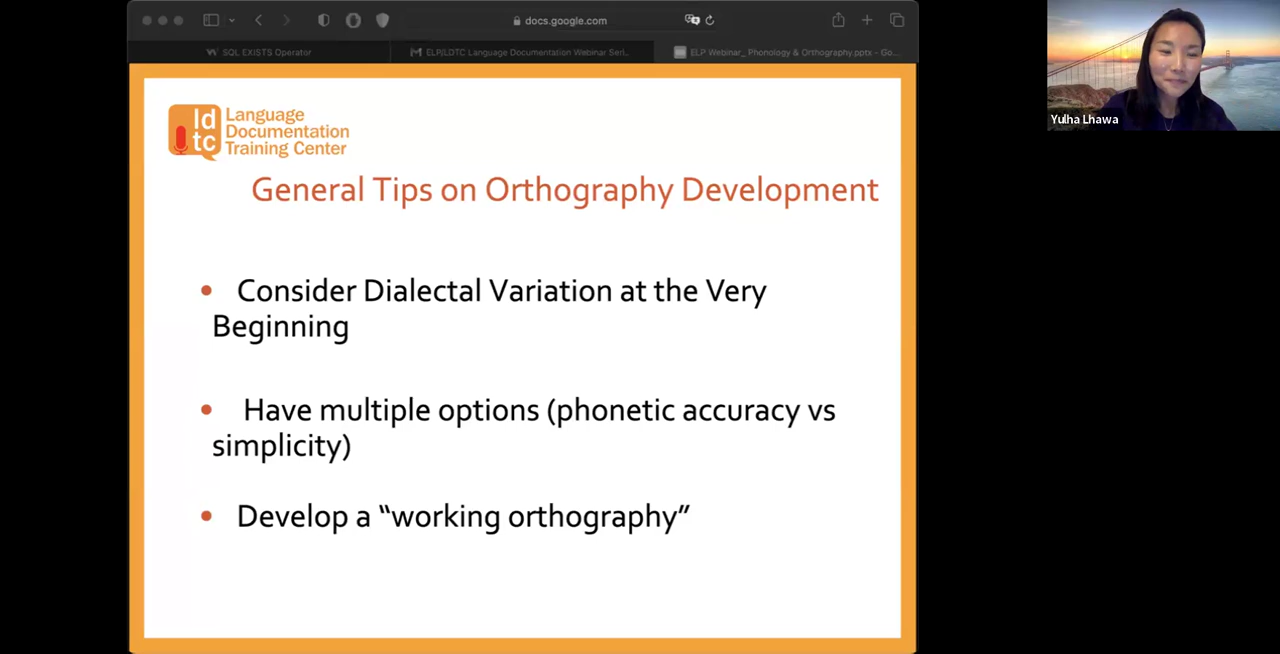 docs.google.com
SQL EXISTS Operator
ELP/LDTC Language Documentation Webinar Seri...
ELP Webinar_ Phonology & Orthography.pptx - Go...
Yulha Lhawa
ld
tc
Language
Documentation
Training Center
General Tips on Orthography Development
• Consider Dialectal Variation at the Very
Beginning
• Have multiple options (phonetic accuracy vs
simplicity)
• Develop a “working orthography”